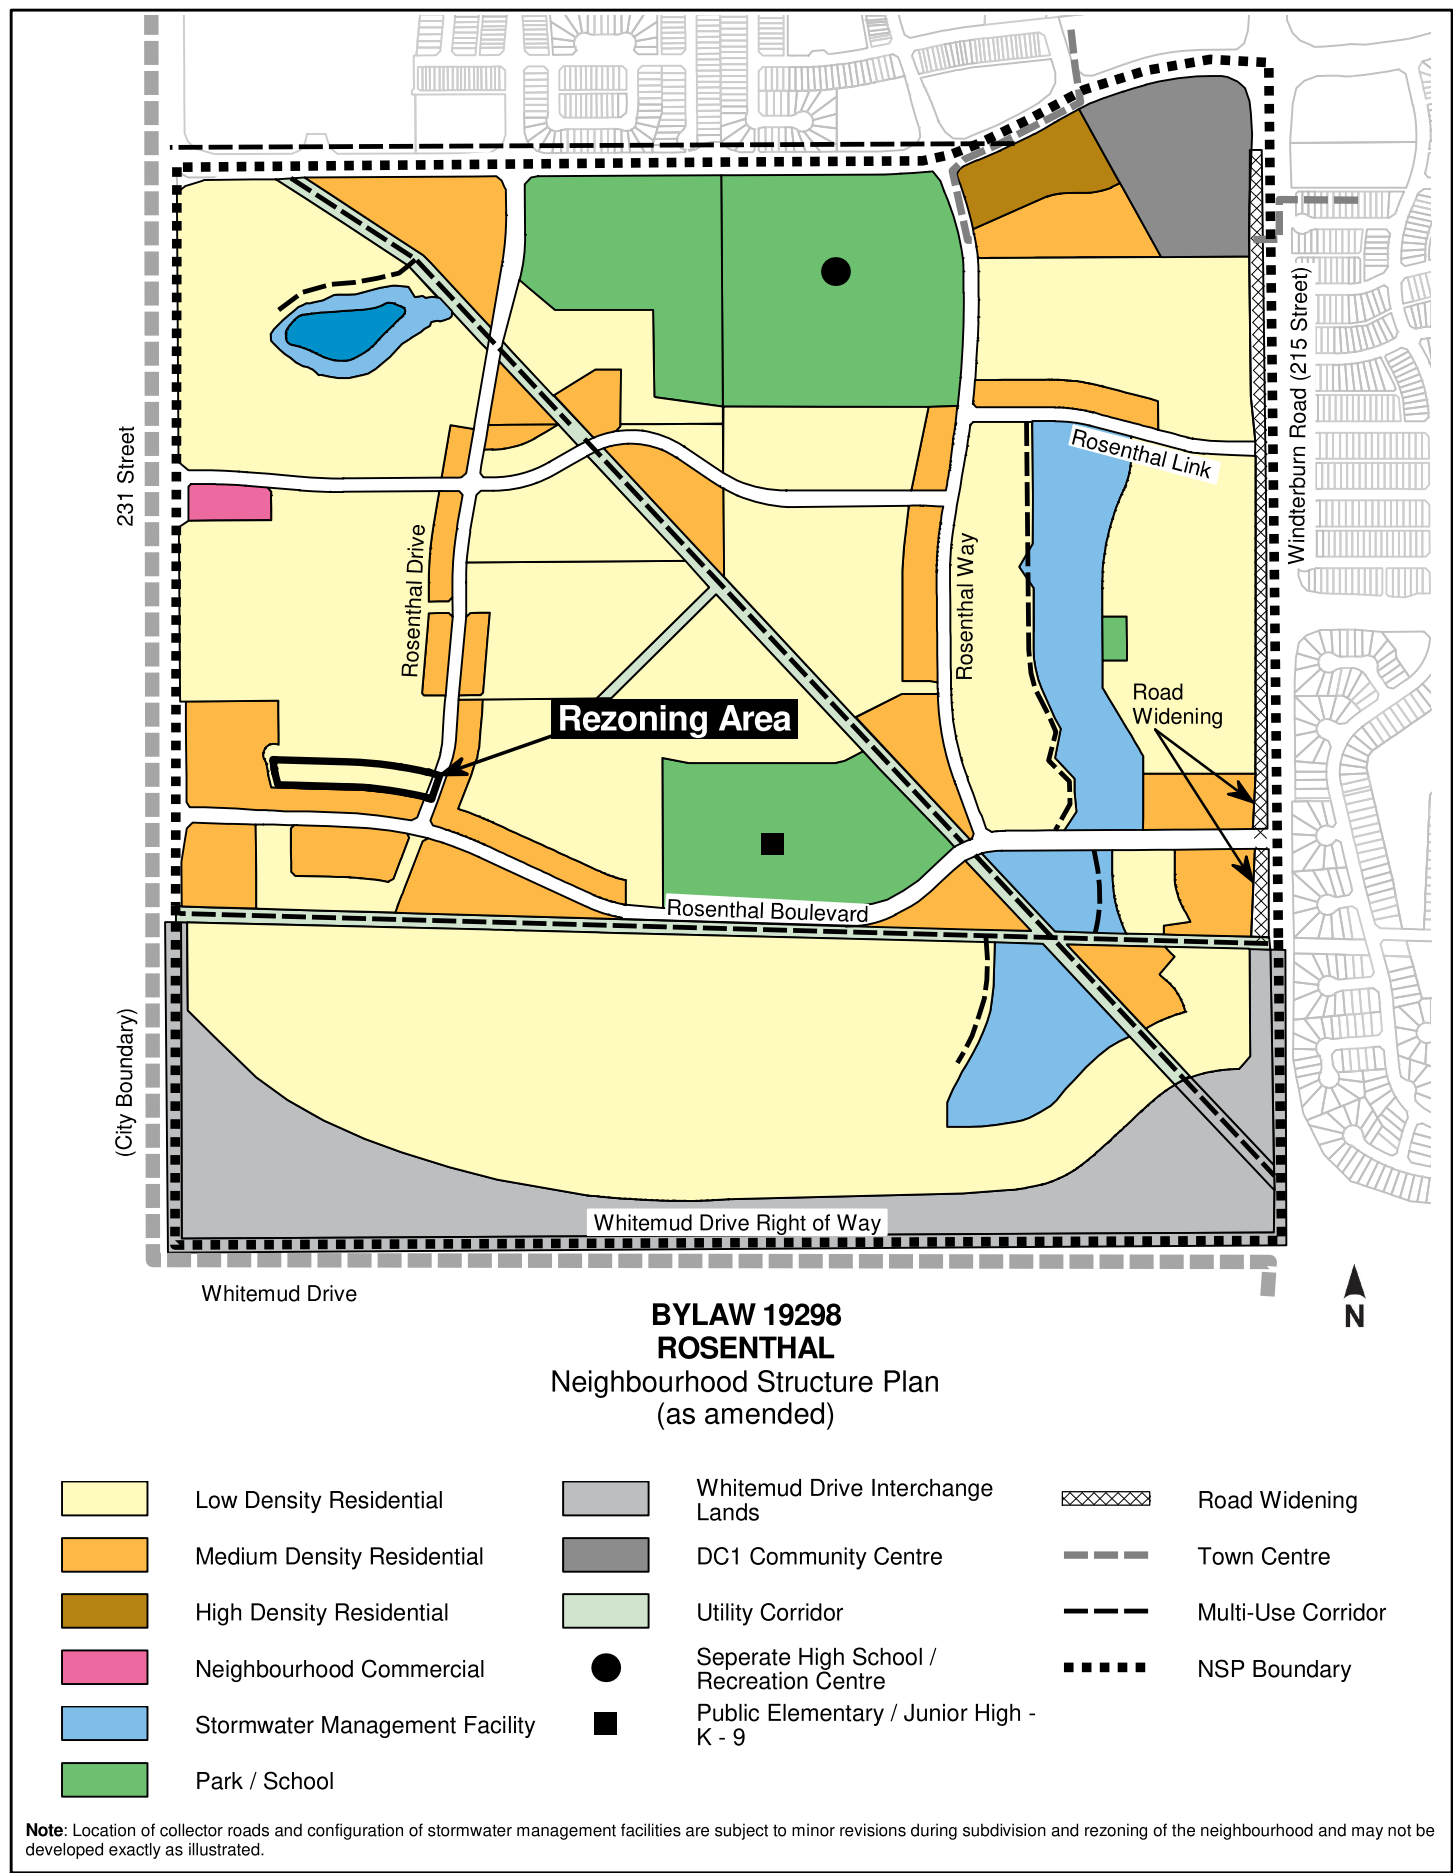 231 Street
(City Boundary)
Rosenthal Drive
Rosenthal Way
Rosenthal Link
Windterburn Road (215 Street)
Rezoning Area
Road
Widening
Rosenthal Boulevard
Whitemud Drive Right of Way
Whitemud Drive
N
BYLAW 19298
ROSENTHAL
Neighbourhood Structure Plan
(as amended)
Low Density Residential
Medium Density Residential
High Density Residential
Neighbourhood Commercial
Stormwater Management Facility
Park / School
Whitemud Drive Interchange
Lands
DC1 Community Centre
Utility Corridor
Seperate High School /
Recreation Centre
Public Elementary / Junior High -
K - 9
Road Widening
Town Centre
Multi-Use Corridor
NSP Boundary
Note: Location of collector roads and configuration of stormwater management facilities are subject to minor revisions during subdivision and rezoning of the neighbourhood and may not be
developed exactly as illustrated.